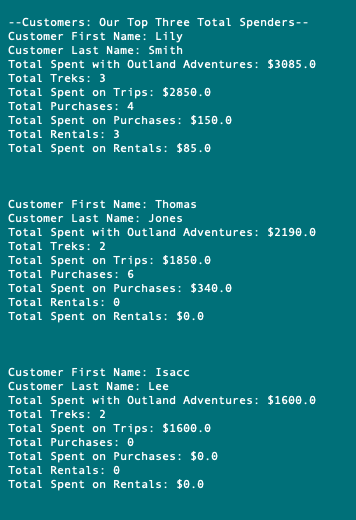 --Customers: Our Top Three Total Spenders--
Customer First Name: Lily
Customer Last Name: Smith
Total Spent with Outland Adventures: $3085.0
Total Treks: 3
Total Spent on Trips: $2850.0
Total Purchases: 4
Total Spent on Purchases: $150.0
Total Rentals: 3
Total Spent on Rentals: $85.0
Customer First Name: Thomas
Customer Last Name: Jones
Total Spent with Outland Adventures: $2190.0
Total Treks: 2
Total Spent on Trips: $1850.0
Total Purchases: 6
Total Spent on Purchases: $340.0
Total Rentals: 0
Total Spent on Rentals: $0.0
Customer First Name: Isacc
Customer Last Name: Lee
Total Spent with Outland Adventures: $1600.0
Total Treks: 2
Total Spent on Trips: $1600.0
Total Purchases: 0
Total Spent on Purchases: $0.0
Total Rentals: 0
Total Spent on Rentals: $0.0